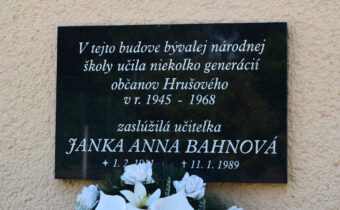 V tejto budove bývalej národnej
školy učila niekoľko generácií
občanov Hrušového
v r. 1945 - 1968
zaslúžilá učiteľka
JANKA ANNA BAHNOVÁ
+ 11. 1. 1989